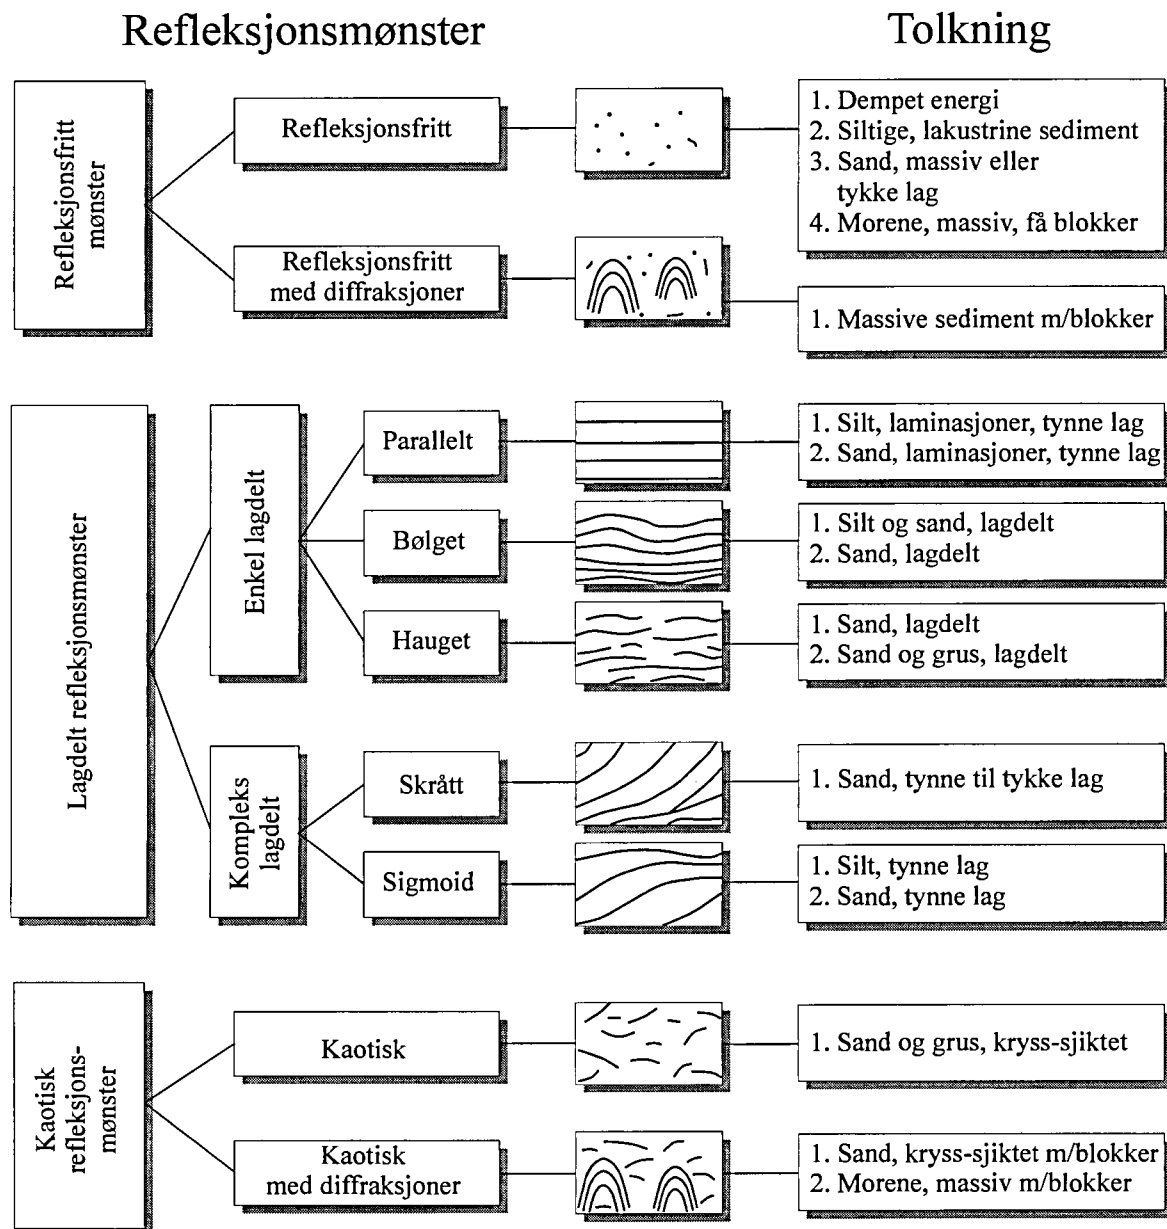 Refleksjonsmønster
Tolkning
Refleksjonsfritt
mønster
Refleksjonsfritt
1. Dempet energi
2. Siltige, lakustrine sediment
3. Sand, massiv eller
tykke lag
4. Morene, massiv, få blokker
Refleksjonsfritt
med diffraksjoner
1. Massive sediment m/blokker
Lagdelt refleksjonsmønster
Enkel lagdelt
Parallelt
1. Silt, laminasjoner, tynne lag
2. Sand, laminasjoner, tynne lag
Bølget
1. Silt og sand, lagdelt
2. Sand, lagdelt
Hauget
1. Sand, lagdelt
2. Sand og grus, lagdelt
Kompleks
lagdelt
Skrått
1. Sand, tynne til tykke lag
Sigmoid
1. Silt, tynne lag
2. Sand, tynne lag
Kaotisk
refleksjons-
mønster
Kaotisk
1. Sand og grus, kryss-sjiktet
Kaotisk
med diffraksjoner
1. Sand, kryss-sjiktet m/blokker
2. Morene, massiv m/blokker